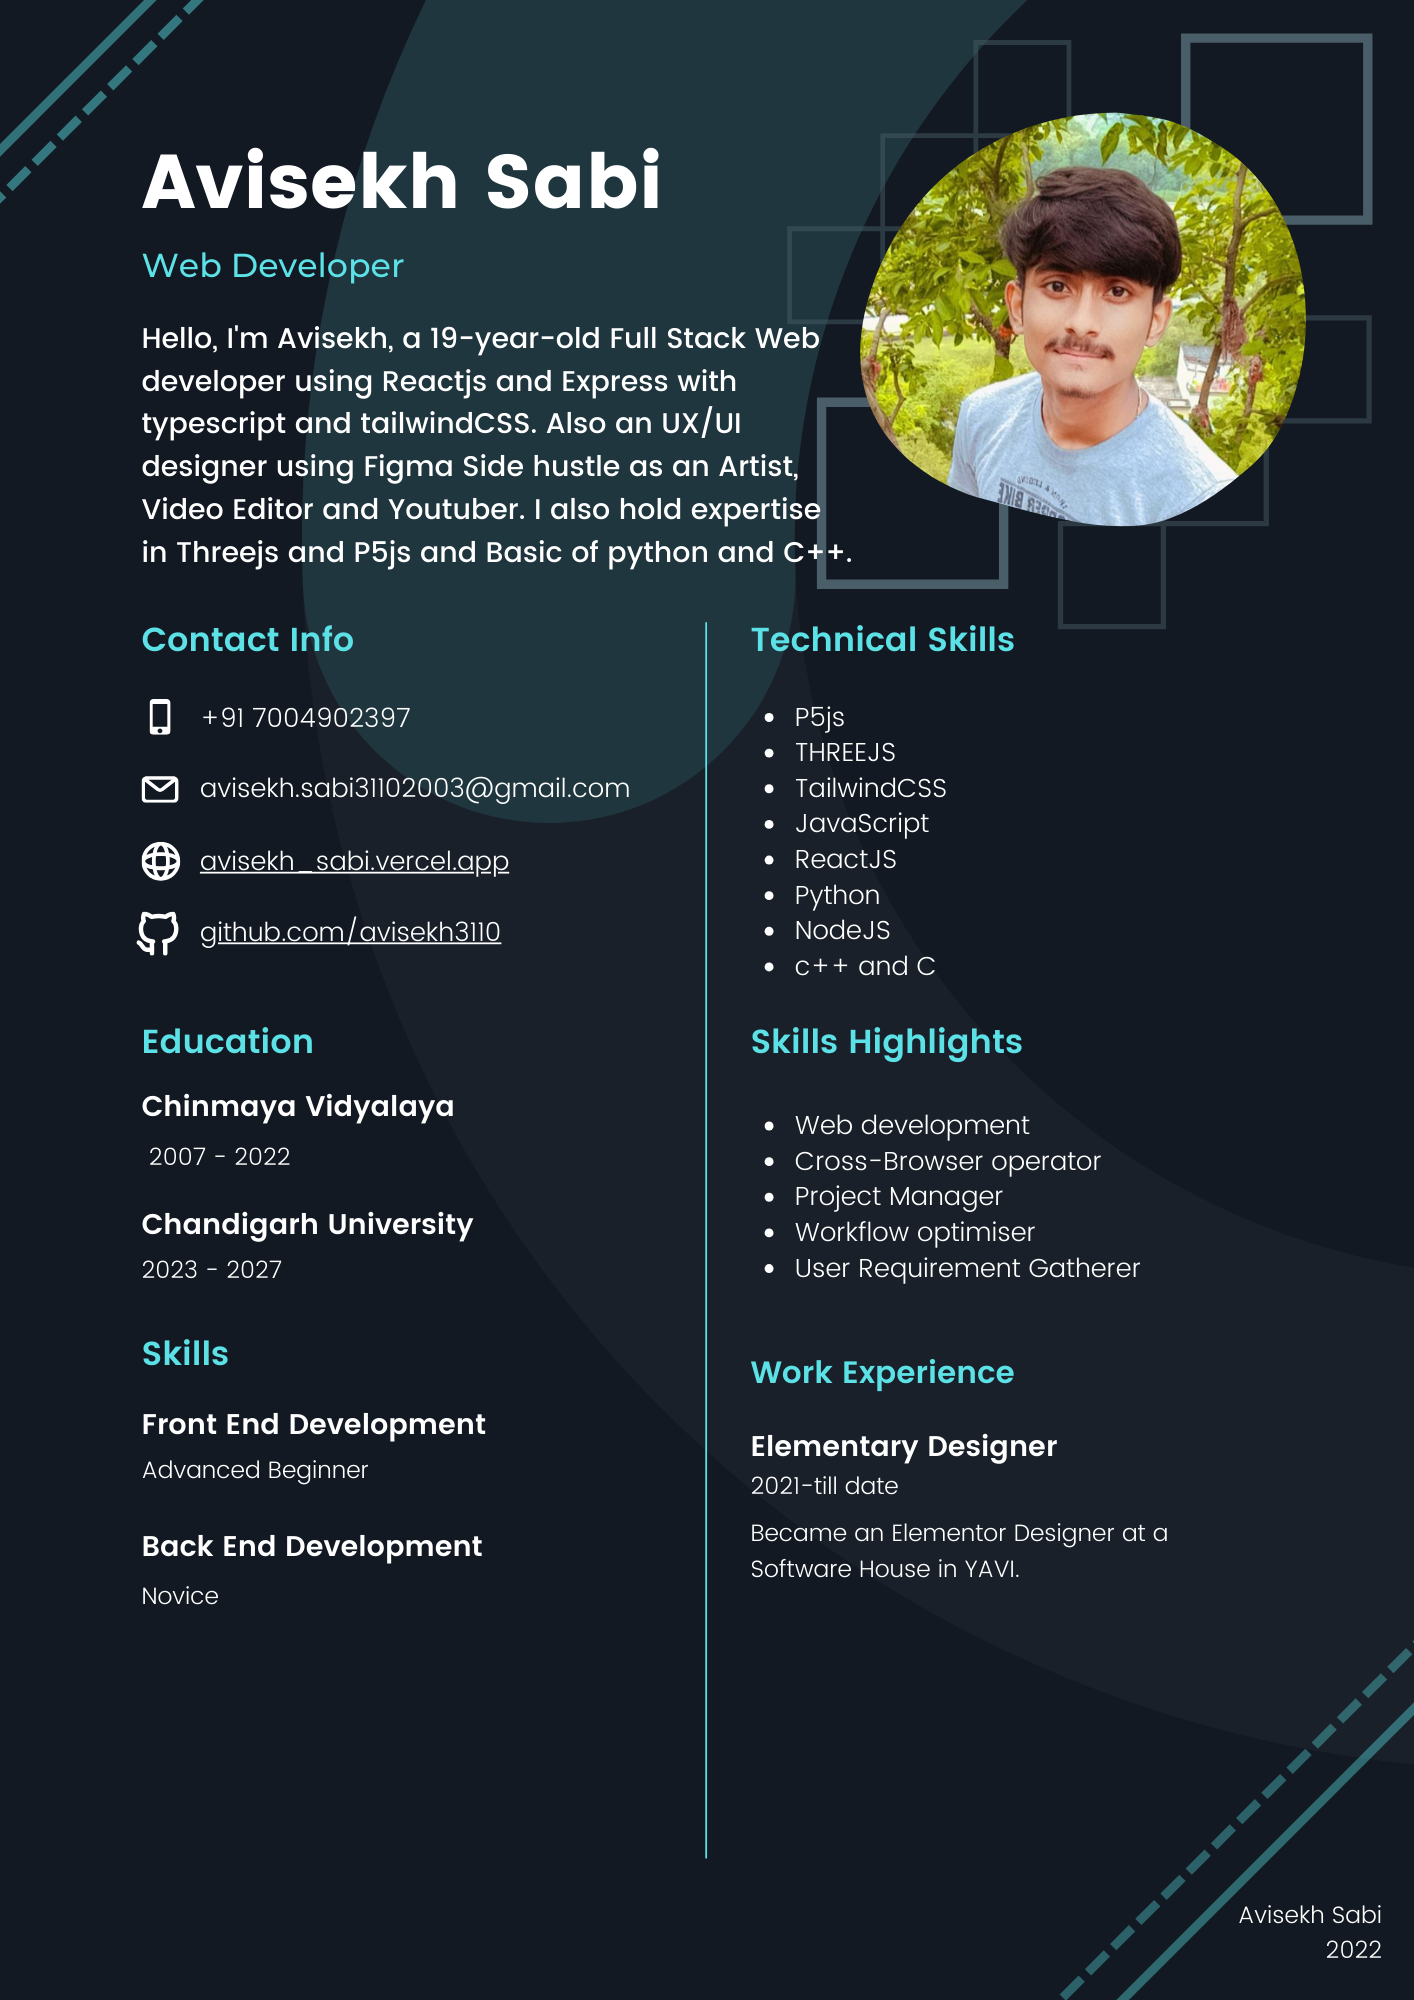 Avisekh Sabi
Web Developer
Hello, I'm Avisekh, a 19-year-old Full Stack Web
developer using Reactjs and Express with
typescript and tailwindCSS. Also an UX/UI
designer using Figma Side hustle as an Artist,
Video Editor and Youtuber. I also hold expertise
in Threejs and P5js and Basic of python and C++.
Contact Info
+91 7004902397
avisekh.sabi31102003@gmail.com
avisekh_sabi.vercel.app
github.com/avisekh3110
Education
Chinmaya Vidyalaya
2007 - 2022
Chandigarh University
2023 - 2027
Skills
Front End Development
Advanced Beginner
Back End Development
Novice
Technical Skills
• P5js
• THREEJS
• TailwindCSS
• JavaScript
• ReactJS
• Python
• NodeJS
• c++ and C
Skills Highlights
• Web development
• Cross-Browser operator
• Project Manager
• Workflow optimiser
• User Requirement Gatherer
Work Experience
Elementary Designer
2021-till date
Became an Elementor Designer at a
Software House in YAVI.
Avisekh Sabi
2022